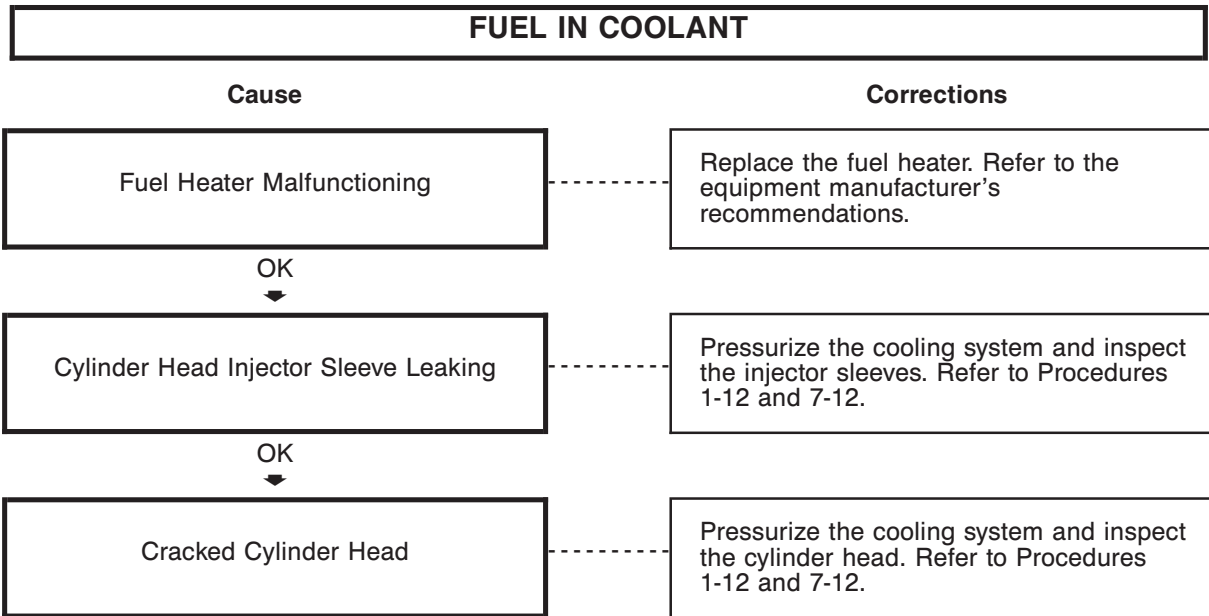 FUEL IN COOLANT
Cause
Corrections
Fuel Heater Malfunctioning
Replace the fuel heater. Refer to the
equipment manufacturer's
recommendations.
OK
Cylinder Head Injector Sleeve Leaking
Pressurize the cooling system and inspect
the injector sleeves. Refer to Procedures
1-12 and 7-12.
OK
Cracked Cylinder Head
Pressurize the cooling system and inspect
the cylinder head. Refer to Procedures
1-12 and 7-12.